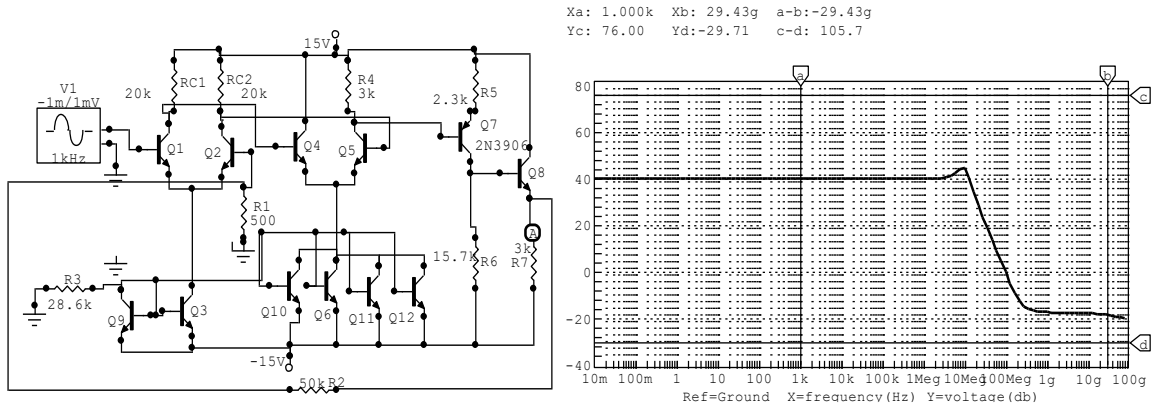 Xa: 1.000k Xb: 29.43g a-b:-29.43g
Yc: 76.00 Yd:-29.71 c-d: 105.7
15V
V1
-1m/1mV
1kHz
20k
RC1
RC2
20k
R4
3k
R5
2.3k
Q7
2N3906
Q1
Q2
Q4
Q5
Q8
R1
500
A
3k
R7
15.7k
R6
R3
28.6k
Q9
Q3
Q10
Q6
Q11
Q12
-15V
50k
R2
a
b
c
d
80
60
40
20
0
-20
-40
10m 100m 1 10 100 1k 10k 100k 1Meg 10Meg 100Meg 1g 10g 100g
Ref=Ground X=frequency(Hz) Y=voltage(db)